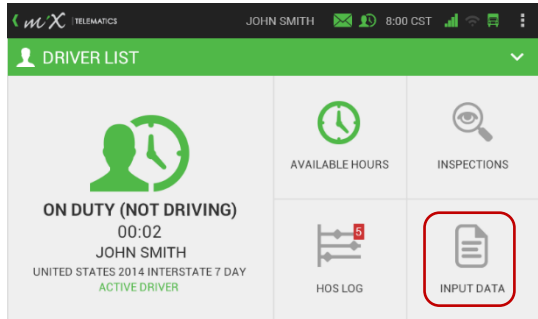 miX TELEMATICS JOHN SMITH 8:00 CST
DRIVER LIST
AVAILABLE HOURS INSPECTIONS
ON DUTY (NOT DRIVING)
00:02
JOHN SMITH
UNITED STATES 2014 INTERSTATE 7 DAY
ACTIVE DRIVER
5
HOS LOG INPUT DATA